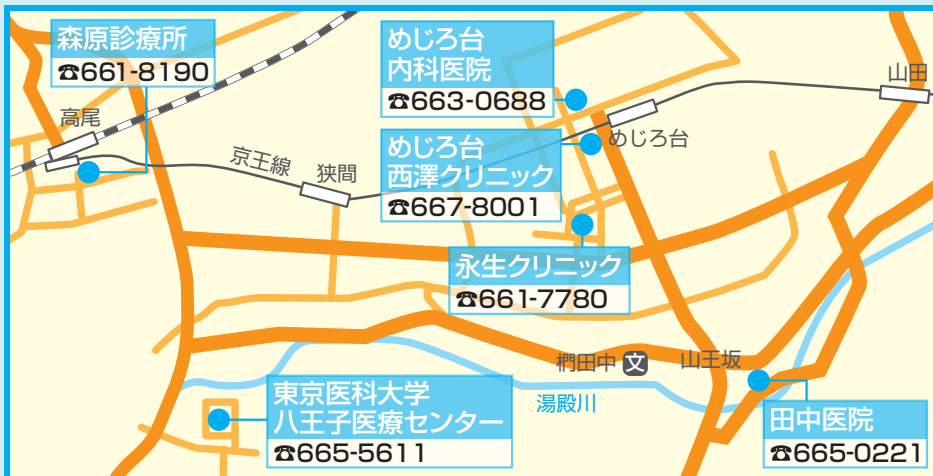 森原診療所
☎661-8190
めじろ台
内科医院
☎663-0688
山田
高尾
めじろ台
京王線
狭間
めじろ台
西澤クリニック
☎667-8001
永生クリニック
☎661-7780
椚田中
文
山王坂
湯殿川
東京医科大学
八王子医療センター
☎665-5611
田中医院
☎665-0221